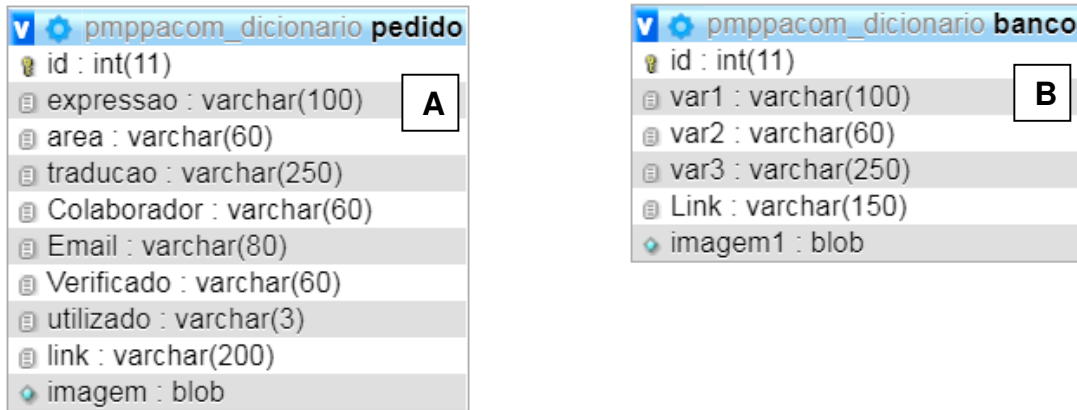 V pmppacom_dicionario pedido
id : int(11)
expressao : varchar(100)
A
area : varchar(60)
traducao : varchar(250)
Colaborador : varchar(60)
Email : varchar(80)
Verificado : varchar(60)
utilizado : varchar(3)
link : varchar(200)
imagem : blob
V pmppacom_dicionario banco
id : int(11)
var1 : varchar(100)
B
var2 : varchar(60)
var3 : varchar(250)
Link : varchar(150)
imagem1 : blob